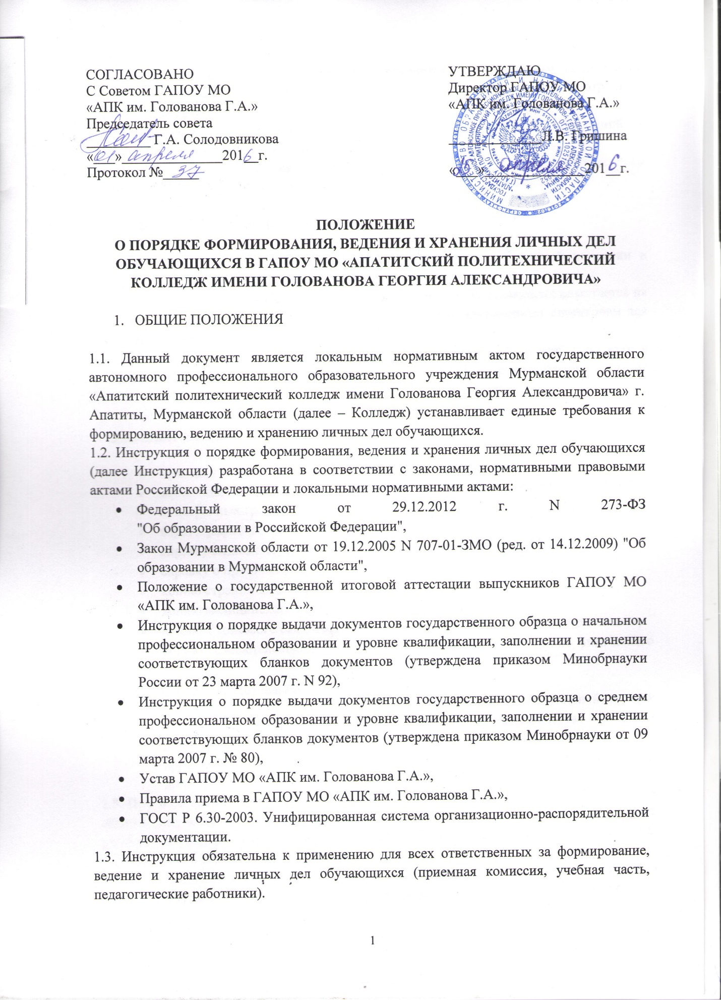 СОГЛАСОВАНО
С Советом ГАПОУ МО
«АПК им. Голованова Г.А.»
Председатель совета
_________Г.А. Солодовникова
«01» апреля 2016 г.
Протокол № 37
УТВЕРЖДАЮ
Директор ГАПОУ МО
«АПК им. Голованова Г.А.»
_____________Л.В. Гришина
« » апреля 2016 г.
ПОЛОЖЕНИЕ
О ПОРЯДКЕ ФОРМИРОВАНИЯ, ВЕДЕНИЯ И ХРАНЕНИЯ ЛИЧНЫХ ДЕЛ
ОБУЧАЮЩИХСЯ В ГАПОУ МО «АПАТИТСКИЙ ПОЛИТЕХНИЧЕСКИЙ
КОЛЛЕДЖ ИМЕНИ ГОЛОВАНОВА ГЕОРГИЯ АЛЕКСАНДРОВИЧА»
1. ОБЩИЕ ПОЛОЖЕНИЯ
1.1. Данный документ является локальным нормативным актом государственного
автономного профессионального образовательного учреждения Мурманской области
«Апатитский политехнический колледж имени Голованова Георгия Александровича» г.
Апатиты, Мурманской области (далее – Колледж) устанавливает единые требования к
формированию, ведению и хранению личных дел обучающихся.
1.2. Инструкция о порядке формирования, ведения и хранения личных дел обучающихся
(далее Инструкция) разработана в соответствии с законами, нормативными правовыми
актами Российской Федерации и локальными нормативными актами:
• Федеральный закон от 29.12.2012 г. N 273-ФЗ
"Об образовании в Российской Федерации",
• Закон Мурманской области от 19.12.2005 N 707-01-ЗМО (ред. от 14.12.2009) "Об
образовании в Мурманской области",
• Положение о государственной итоговой аттестации выпускников ГАПОУ МО
«АПК им. Голованова Г.А.»,
• Инструкция о порядке выдачи документов государственного образца о начальном
профессиональном образовании и уровне квалификации, заполнении и хранении
соответствующих бланков документов (утверждена приказом Минобрнауки
России от 23 марта 2007 г. N 92),
• Инструкция о порядке выдачи документов государственного образца о среднем
профессиональном образовании и уровне квалификации, заполнении и хранении
соответствующих бланков документов (утверждена приказом Минобрнауки от 09
марта 2007 г. № 80),
• Устав ГАПОУ МО «АПК им. Голованова Г.А.»,
• Правила приема в ГАПОУ МО «АПК им. Голованова Г.А.»,
• ГОСТ Р 6.30-2003. Унифицированная система организационно-распорядительной
документации.
1.3. Инструкция обязательна к применению для всех ответственных за формирование,
ведение и хранение личных дел обучающихся (приемная комиссия, учебная часть,
педагогические работники).
1